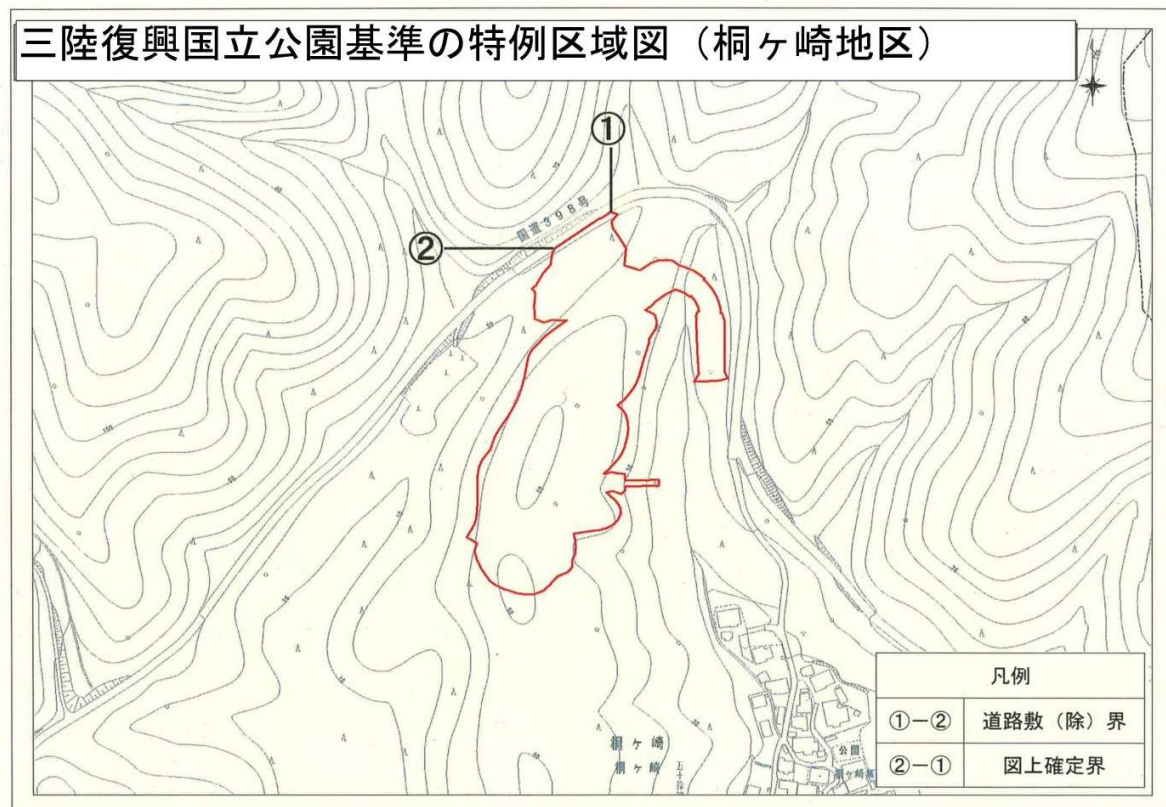 三陸復興国立公園基準の特例区域図（桐ヶ崎地区）
①
②
国道398号
100
桐ヶ崎
桐ヶ崎
公園
凡例
①－② 道路敷（除）界
②－① 図上確定界